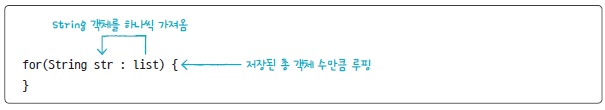 String 객체를 하나씩 가져옴
for(String str : list) { 저장된 총 객체 수만큼 루핑
}